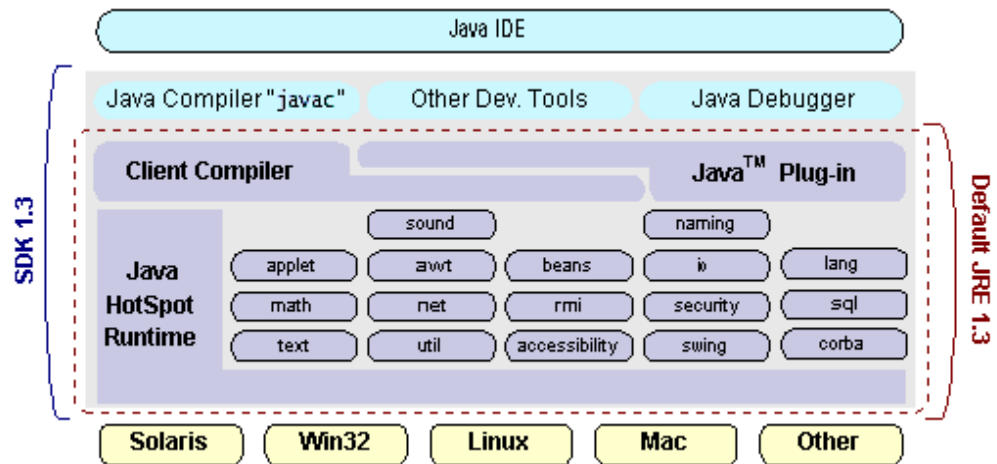 Java IDE
Java Compiler "javac"
Other Dev. Tools
Java Debugger
SDK 1.3
Default JRE 1.3
Client Compiler
Java™ Plug-in
Java
HotSpot
Runtime
sound
naming
applet
awt
beans
io
lang
math
net
rmi
security
sql
text
util
accessibility
swing
corba
Solaris
Win32
Linux
Mac
Other